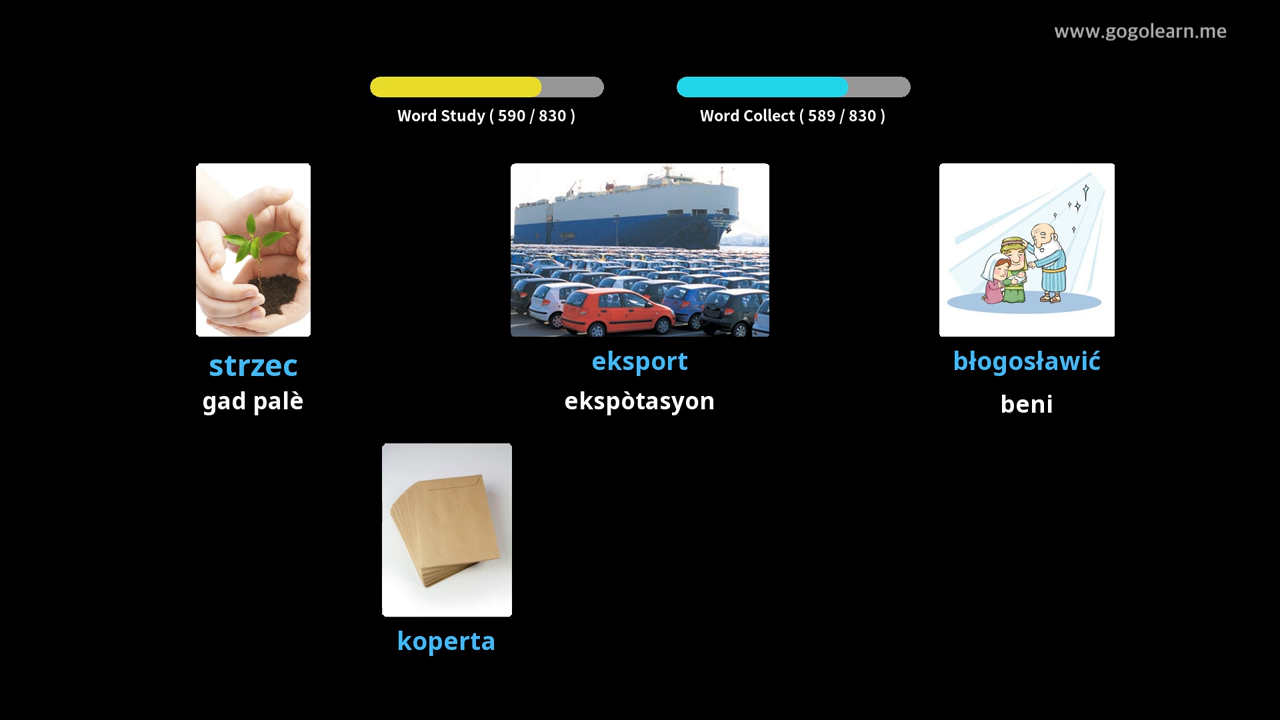 www.gogolearn.me
Word Study ( 590 / 830 )
Word Collect ( 589 / 830 )
strzec
gad palè
eksport
ekspòtasyon
błogosławić
beni
koperta